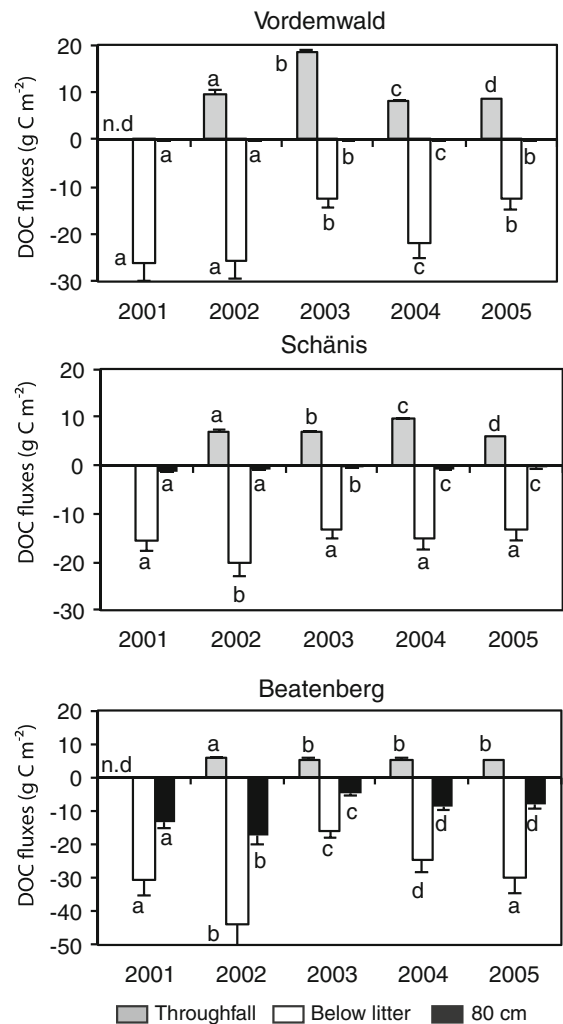 Vordemwald
DOC fluxes (g C m⁻²)
20
10
0
-10
-20
-30
n.d
a
b
c
d
a
a
b
c
b
a
a
b
c
b
2001 2002 2003 2004 2005
Schänis
DOC fluxes (g C m⁻²)
20
10
0
-10
-20
-30
a
b
c
d
a
a
b
c
c
a
b
a
a
a
2001 2002 2003 2004 2005
Beatenberg
DOC fluxes (g C m⁻²)
20
10
0
-10
-20
-30
-40
-50
n.d
a
b
b
b
a
b
c
d
d
a
b
c
d
a
2001 2002 2003 2004 2005
Throughfall Below litter 80 cm